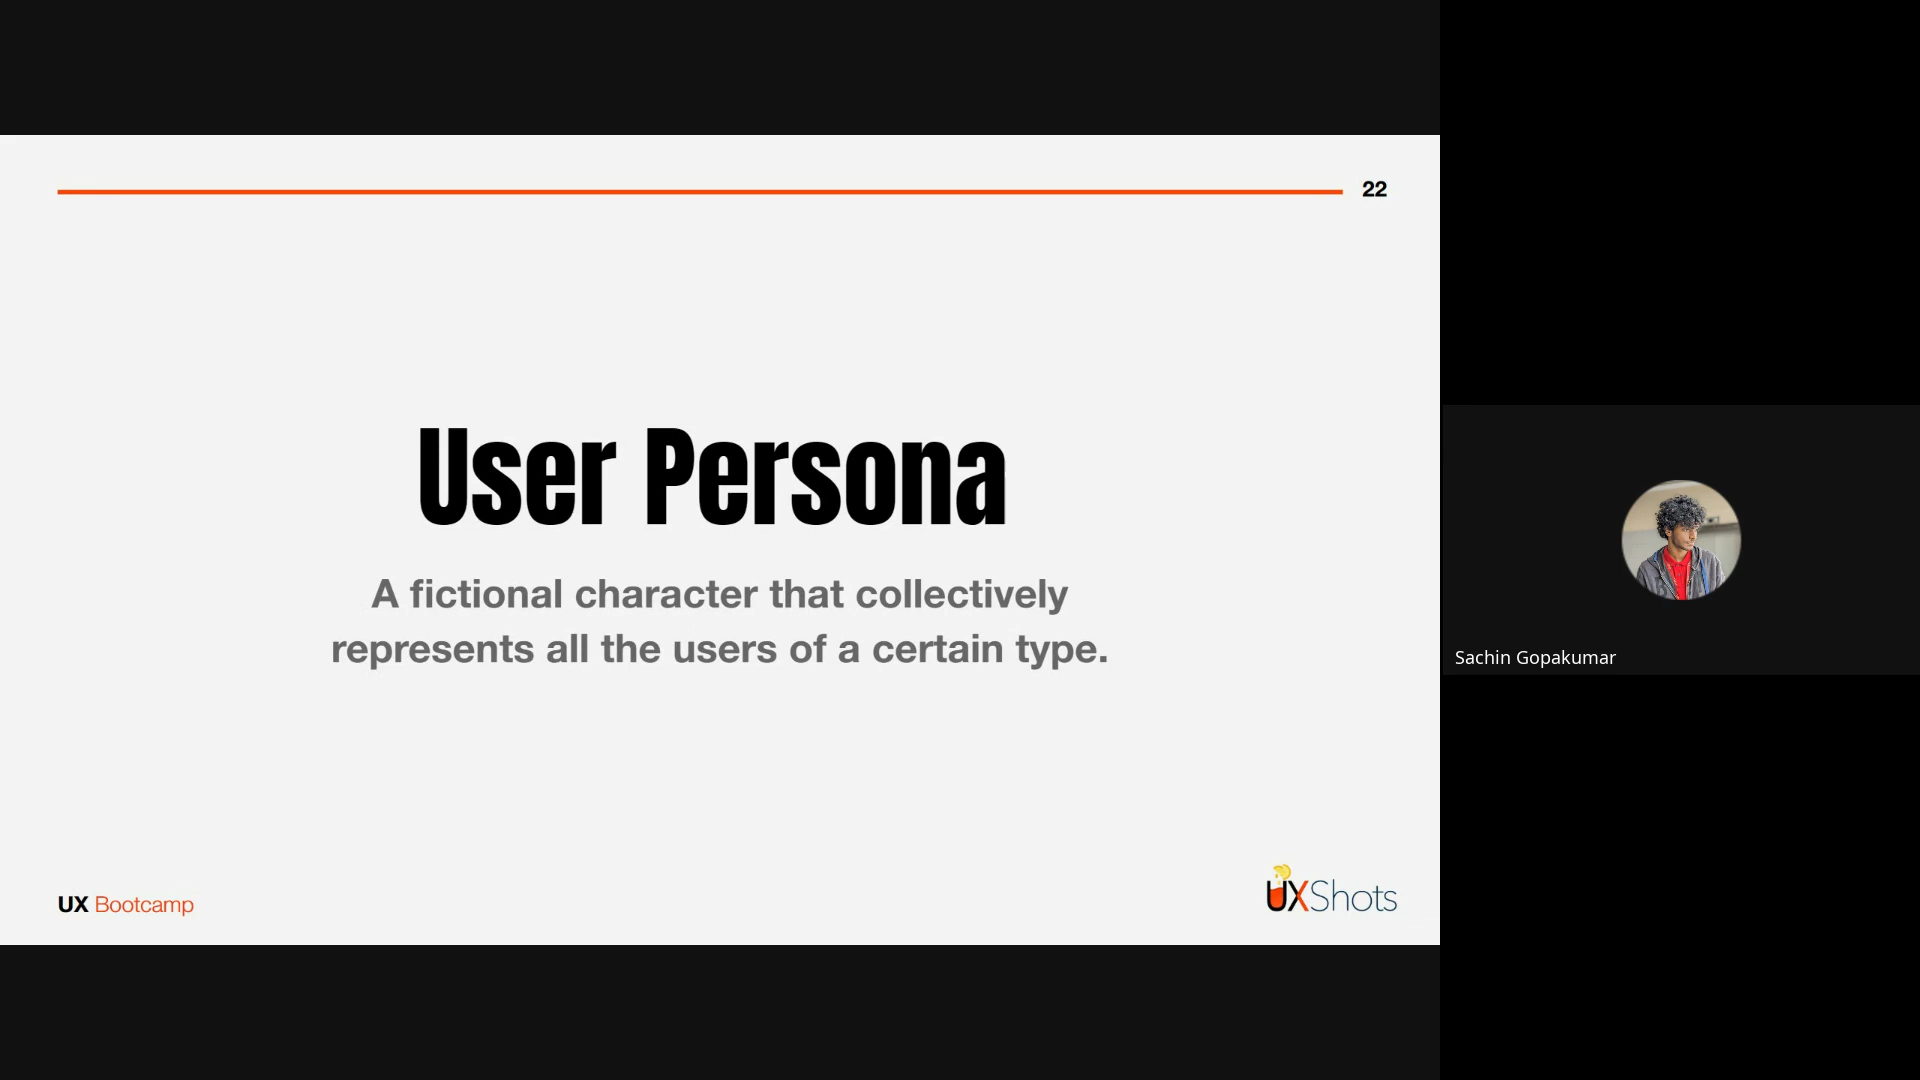 22
User Persona
A fictional character that collectively
represents all the users of a certain type.
UX Bootcamp
UXShots
Sachin Gopakumar